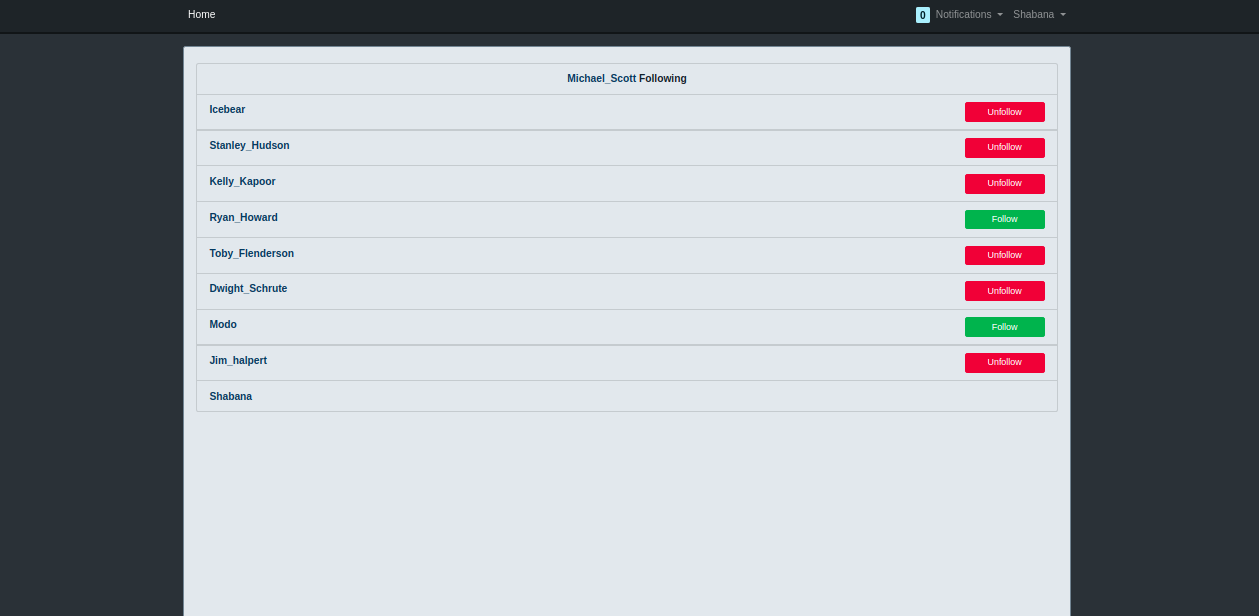 Home 0 Notifications Shabana
Michael_Scott Following
Icebear Unfollow
Stanley_Hudson Unfollow
Kelly_Kapoor Unfollow
Ryan_Howard Follow
Toby_Flenderson Unfollow
Dwight_Schrute Unfollow
Modo Follow
Jim_halpert Unfollow
Shabana